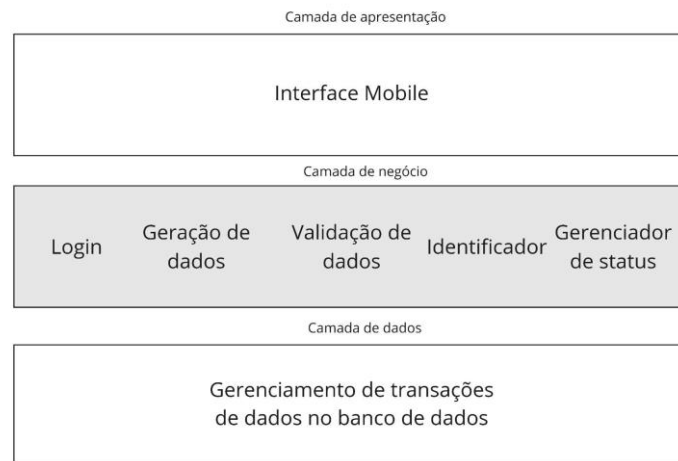 Camada de apresentação
Interface Mobile
Camada de negócio
Login
Geração de
dados
Validação de
dados
Identificador
Gerenciador
de status
Camada de dados
Gerenciamento de transações
de dados no banco de dados